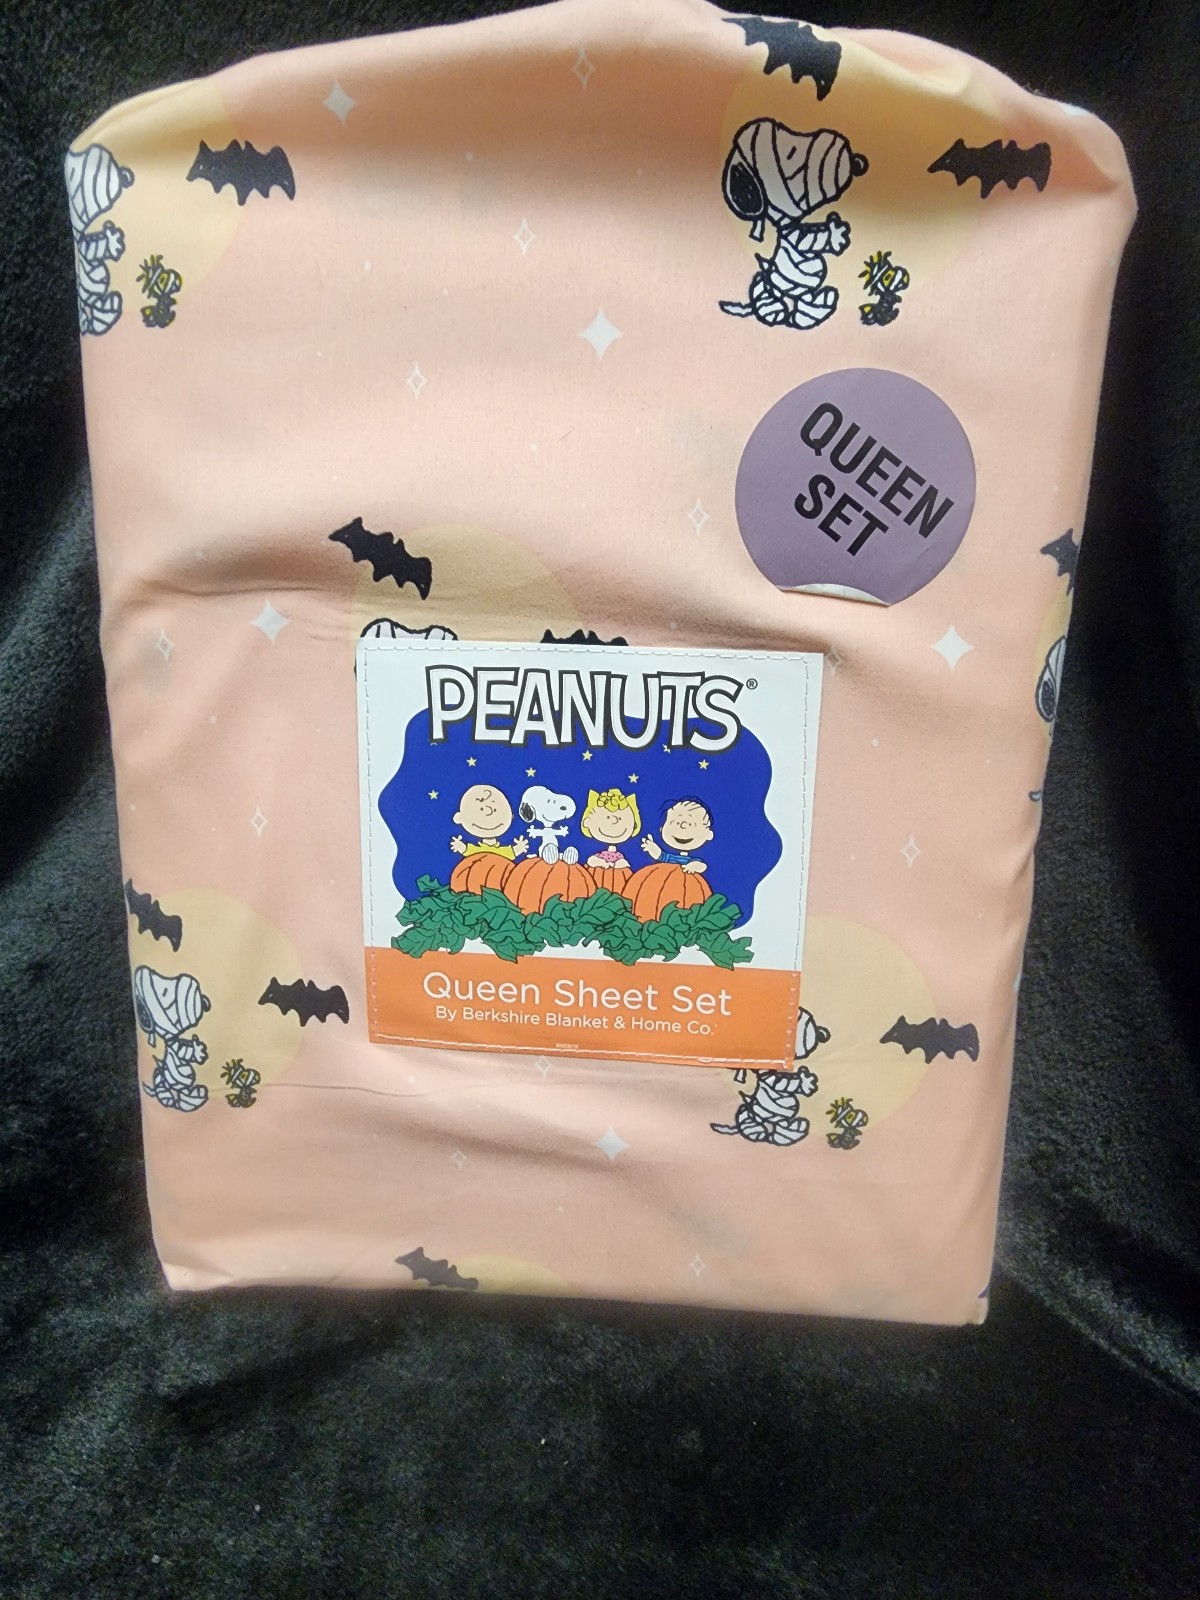 QUEEN
SET
PEANUTS®
Queen Sheet Set
By Berkshire Blanket & Home Co.